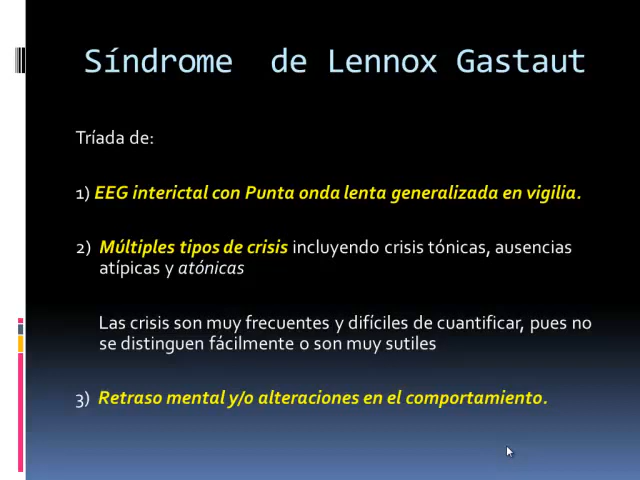 Síndrome de Lennox Gastaut
Tríada de:
1) EEG interictal con Punta onda lenta generalizada en vigilia.
2) Múltiples tipos de crisis incluyendo crisis tónicas, ausencias
atípicas y atónicas
Las crisis son muy frecuentes y difíciles de cuantificar, pues no
se distinguen fácilmente o son muy sutiles
3) Retraso mental y/o alteraciones en el comportamiento.